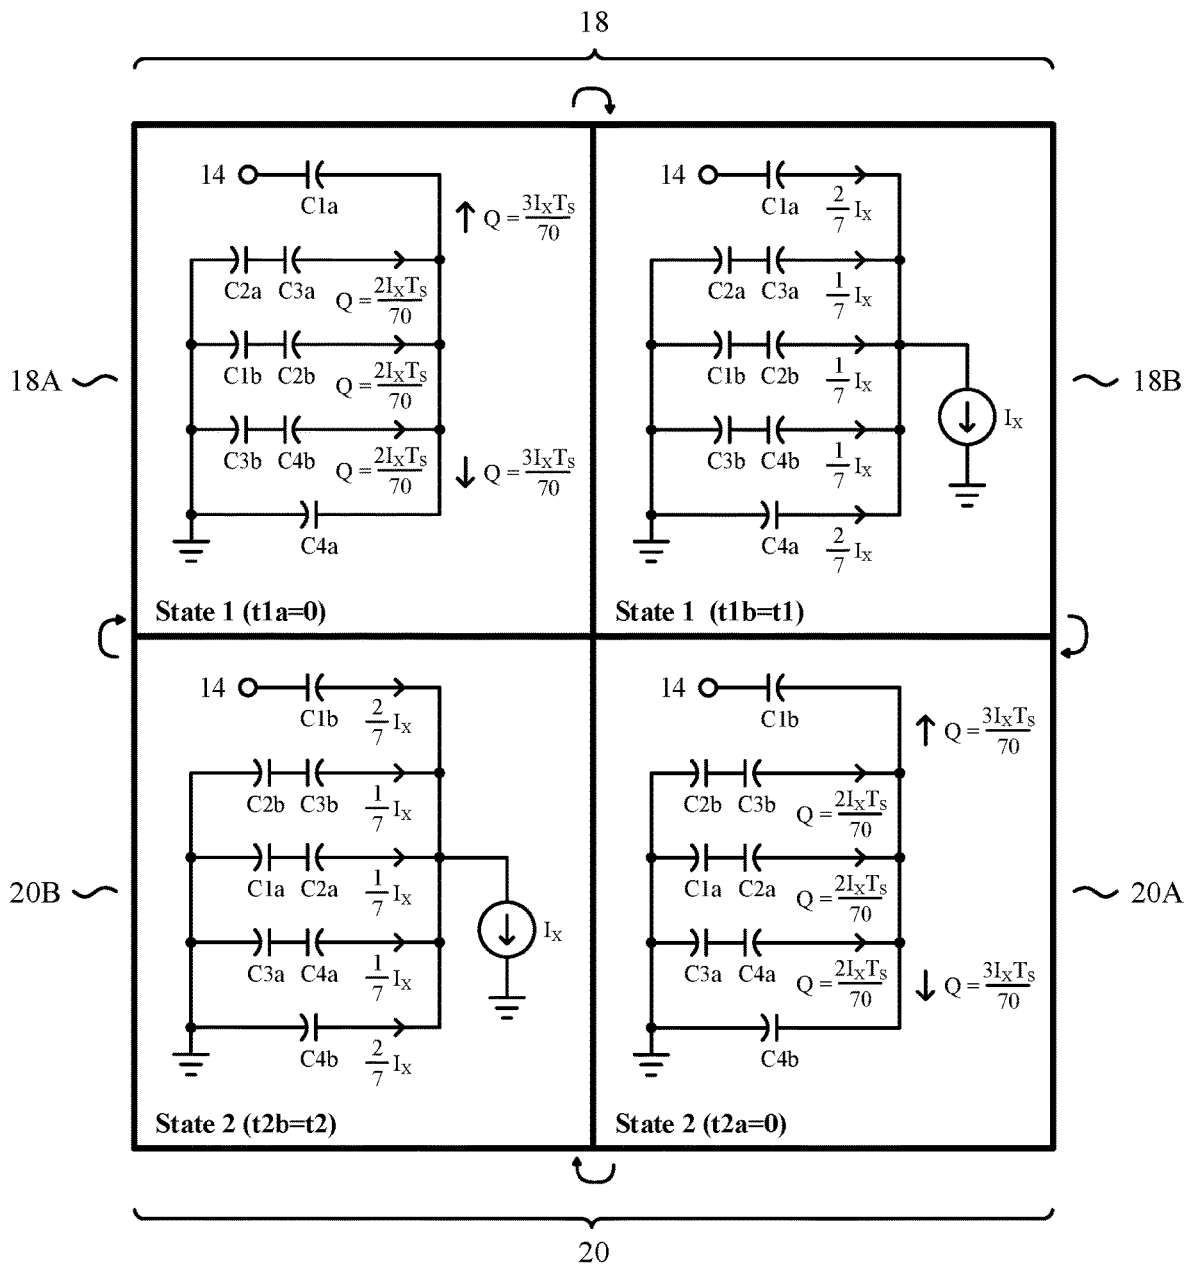 18
14
C1a
Q = 3IXTS/70
C2a C3a
Q = 2IXTS/70
C1b C2b
Q = 2IXTS/70
C3b C4b
Q = 2IXTS/70
Q = 3IXTS/70
C4a
18A
State 1 (t1a=0)
14
C1a
2/7 IX
C2a C3a
1/7 IX
C1b C2b
1/7 IX
IX
C3b C4b
1/7 IX
C4a
2/7 IX
18B
State 1 (t1b=t1)
14
C1b
2/7 IX
C2b C3b
1/7 IX
C1a C2a
1/7 IX
IX
C3a C4a
1/7 IX
C4b
2/7 IX
20B
State 2 (t2b=t2)
14
C1b
Q = 3IXTS/70
C2b C3b
Q = 2IXTS/70
C1a C2a
Q = 2IXTS/70
C3a C4a
Q = 2IXTS/70
Q = 3IXTS/70
C4b
20A
State 2 (t2a=0)
20